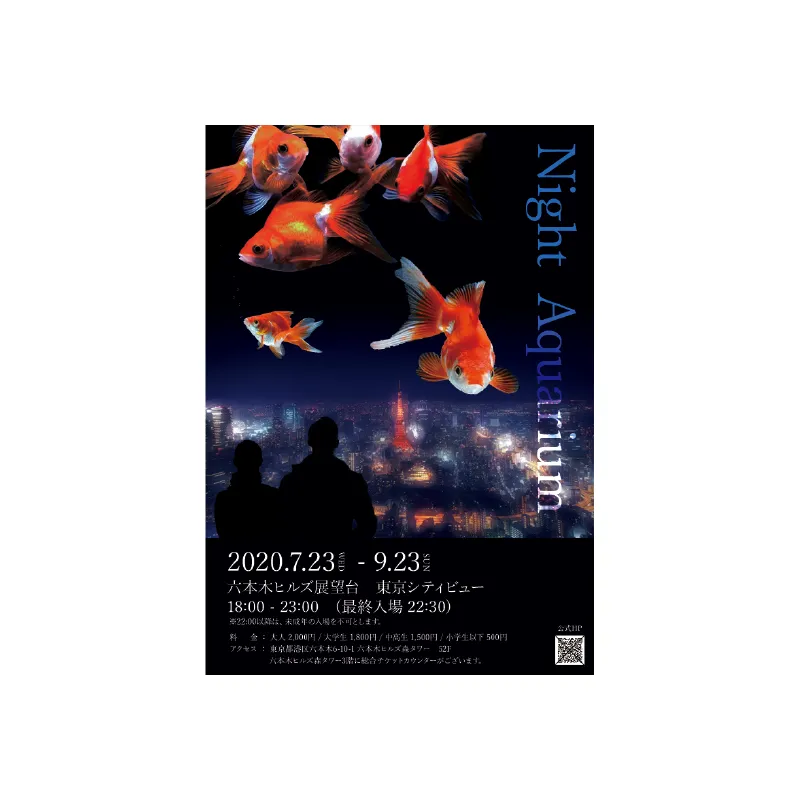 Night Aquarium
2020.7.23 WED - 9.23 SUN
六本木ヒルズ展望台 東京シティビュー
18:00 - 23:00 (最終入場 22:30)
※22:00以降は、未成年の入場を不可とします。
料 金 : 大人 2,000円 / 大学生 1,800円 / 中高生 1,500円 / 小学生以下 500円
アクセス : 東京都港区六本木6-10-1 六本木ヒルズ森タワー 52F
六本木ヒルズ森タワー3階に総合チケットカウンターがございます。
公式HP